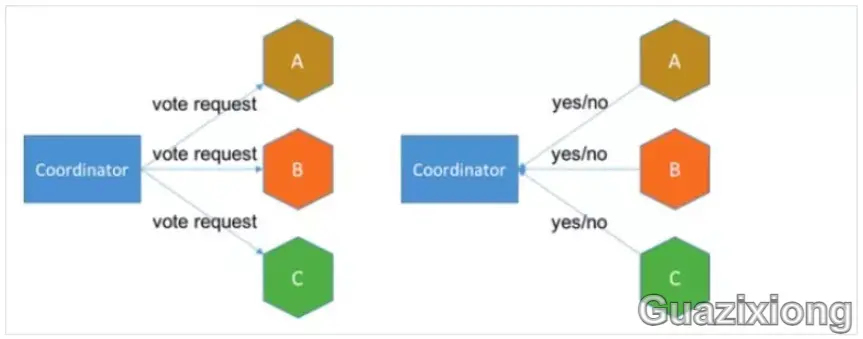 A
vote request
Coordinator
vote request
B
vote request
C
A
yes/no
Coordinator
yes/no
B
yes/no
C
Guazixiong